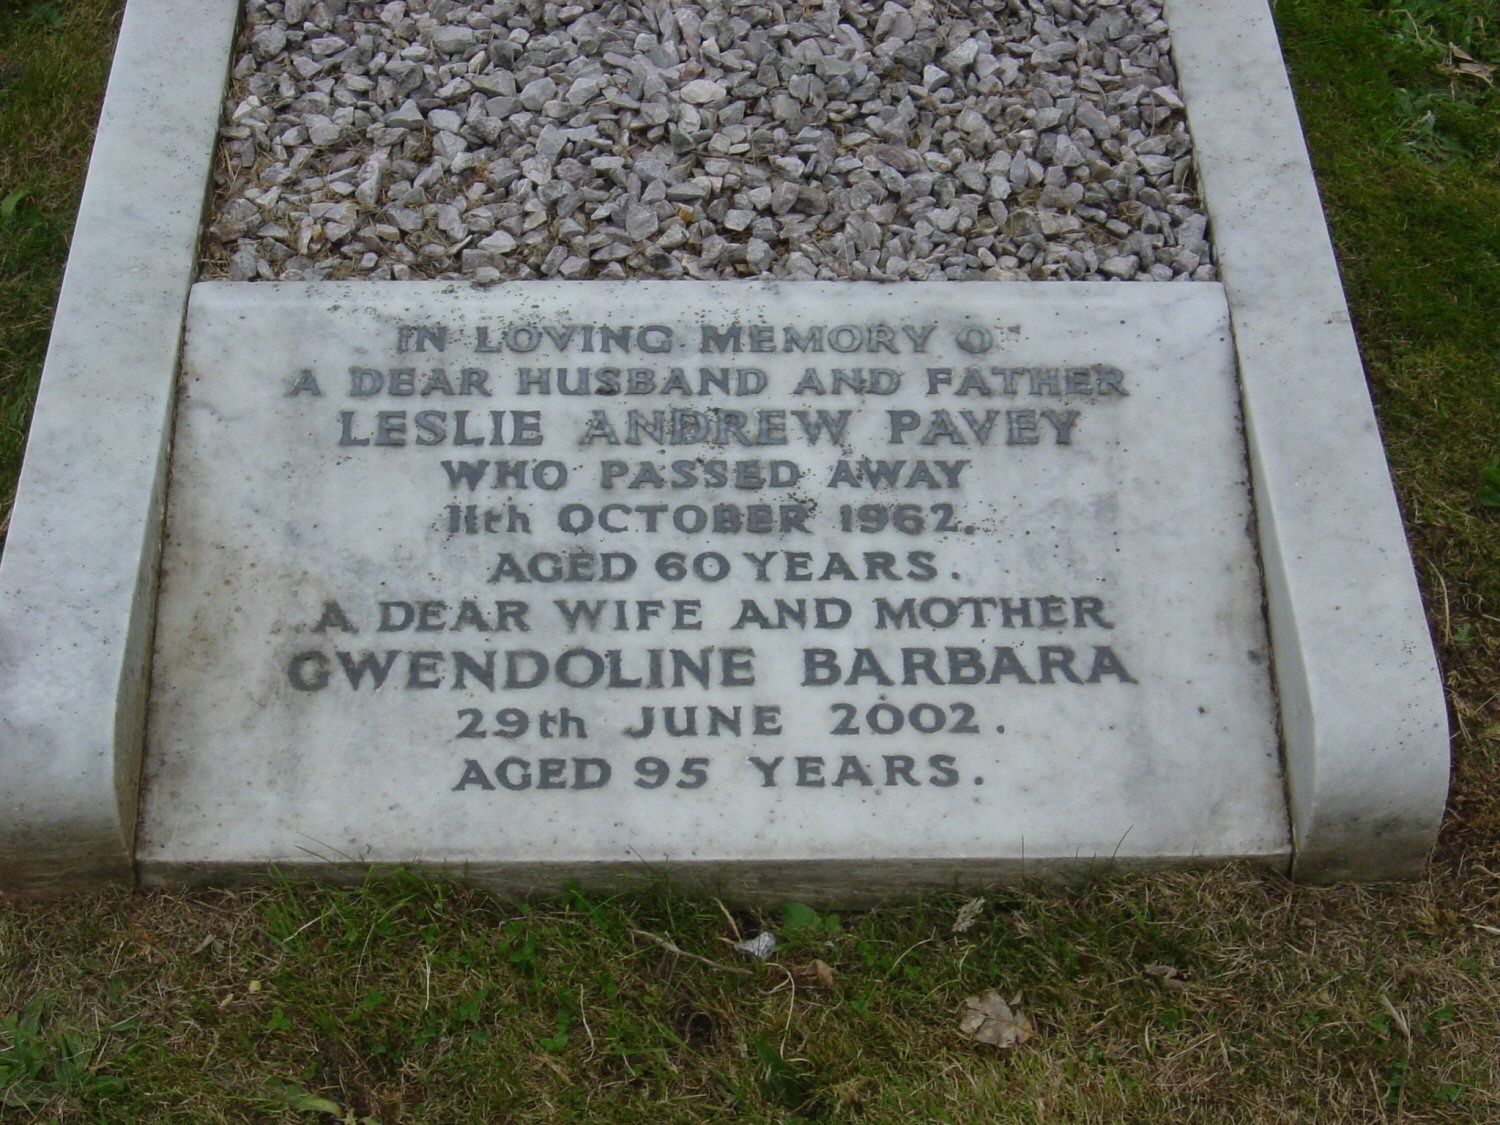 IN LOVING MEMORY O
A DEAR HUSBAND AND FATHER
LESLIE ANDREW PAVEY
WHO PASSED AWAY
11th OCTOBER 1962.
AGED 60 YEARS.
A DEAR WIFE AND MOTHER
GWENDOLINE BARBARA
29th JUNE 2002.
AGED 95 YEARS.